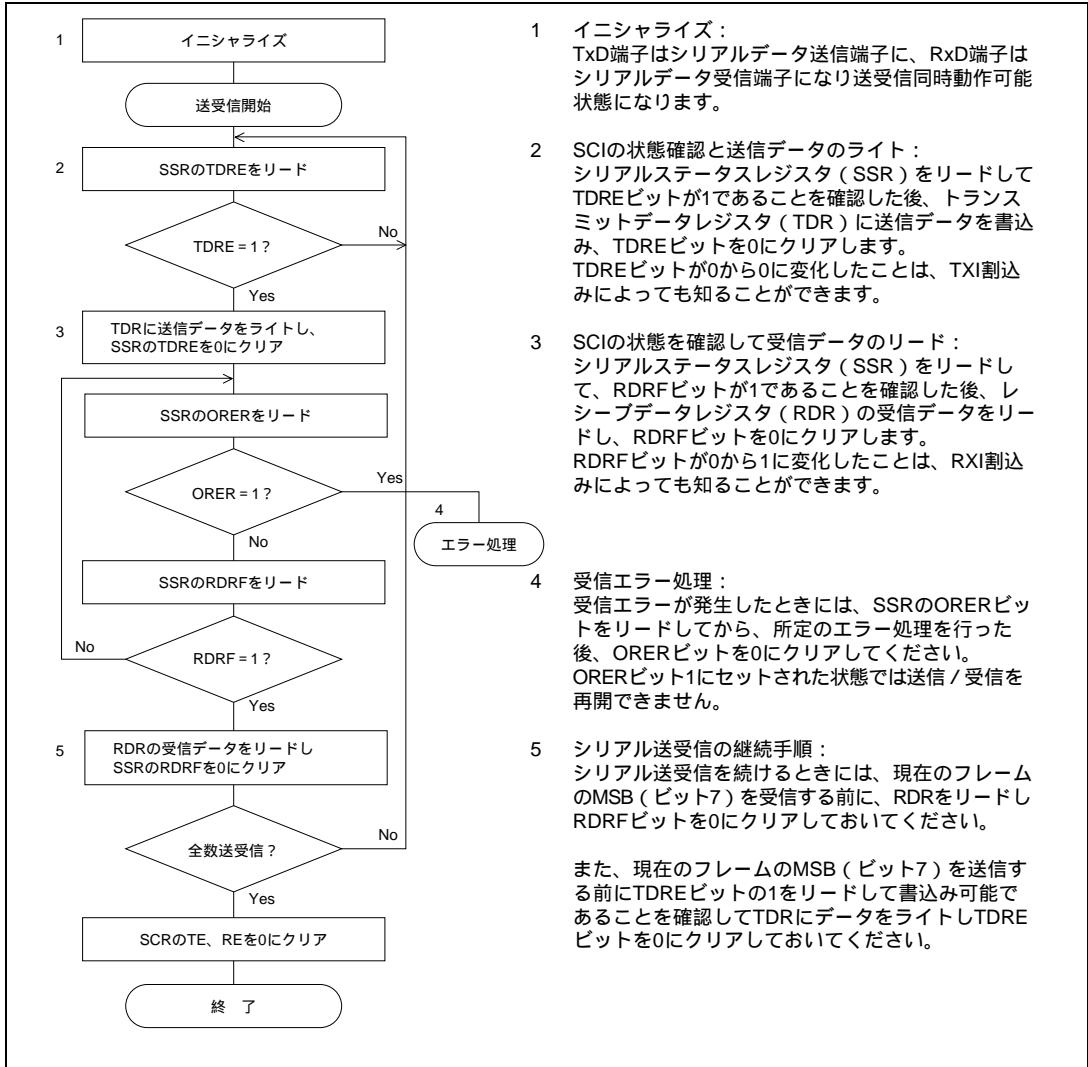 1
イニシャライズ
送受信開始
2
SSRのTDREをリード
TDRE = 1 ?
No
Yes
3
TDRに送信データをライトし、
SSRのTDREを0にクリア
SSRのORERをリード
ORER = 1 ?
Yes
4
エラー処理
No
SSRのRDRFをリード
No
RDRF = 1 ?
Yes
5
RDRの受信データをリードし
SSRのRDRFを0にクリア
全数送受信 ?
No
Yes
SCRのTE、REを0にクリア
終 了
1 イニシャライズ:
TxD端子はシリアルデータ送信端子に、RxD端子は
シリアルデータ受信端子になり送受信同時動作可能
状態になります。
2 SCIの状態確認と送信データのライト:
シリアルステータスレジスタ(SSR)をリードして
TDREビットが1であることを確認した後、トランス
ミットデータレジスタ(TDR)に送信データを書込
み、TDREビットを0にクリアします。
TDREビットが0から0に変化したことは、TXI割込
みによっても知ることができます。
3 SCIの状態を確認して受信データのリード:
シリアルステータスレジスタ(SSR)をリードし
て、RDRFビットが1であることを確認した後、レ
シーブデータレジスタ(RDR)の受信データをリー
ドし、RDRFビットを0にクリアします。
RDRFビットが0から1に変化したことは、RXI割込
みによっても知ることができます。
4 受信エラー処理:
受信エラーが発生したときには、SSRのORERビッ
トをリードしてから、所定のエラー処理を行った
後、ORERビットを0にクリアしてください。
ORERビット1にセットされた状態では送信/受信を
再開できません。
5 シリアル送受信の継続手順:
シリアル送受信を続けるときには、現在のフレーム
のMSB(ビット7)を受信する前に、RDRをリードし
RDRFビットを0にクリアしておいてください。
また、現在のフレームのMSB(ビット7)を送信す
る前にTDREビットの1をリードして書込み可能で
あることを確認してTDRにデータをライトしTDRE
ビットを0にクリアしておいてください。